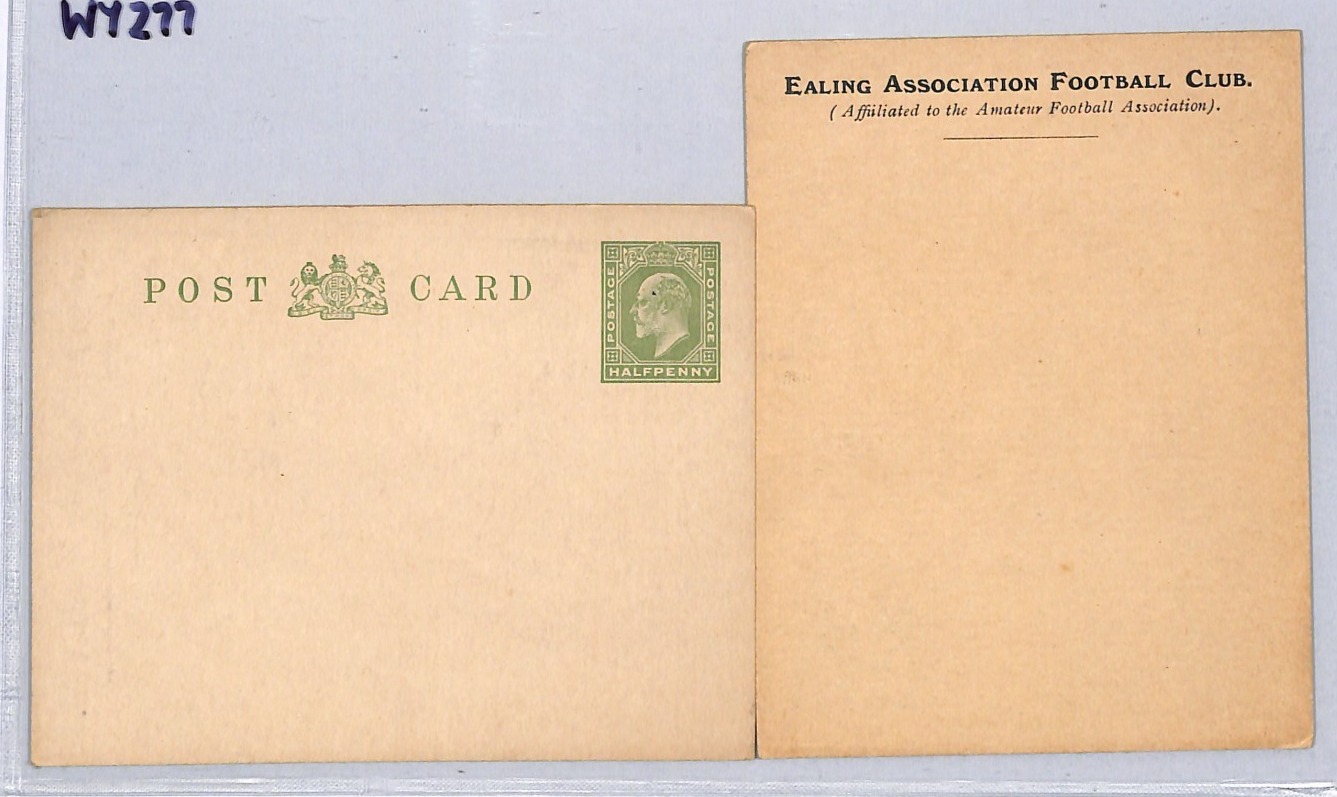 WY277
EALING ASSOCIATION FOOTBALL CLUB.
(Affiliated to the Amateur Football Association).
POST CARD
POSTAGE
POSTAGE
HALFPENNY